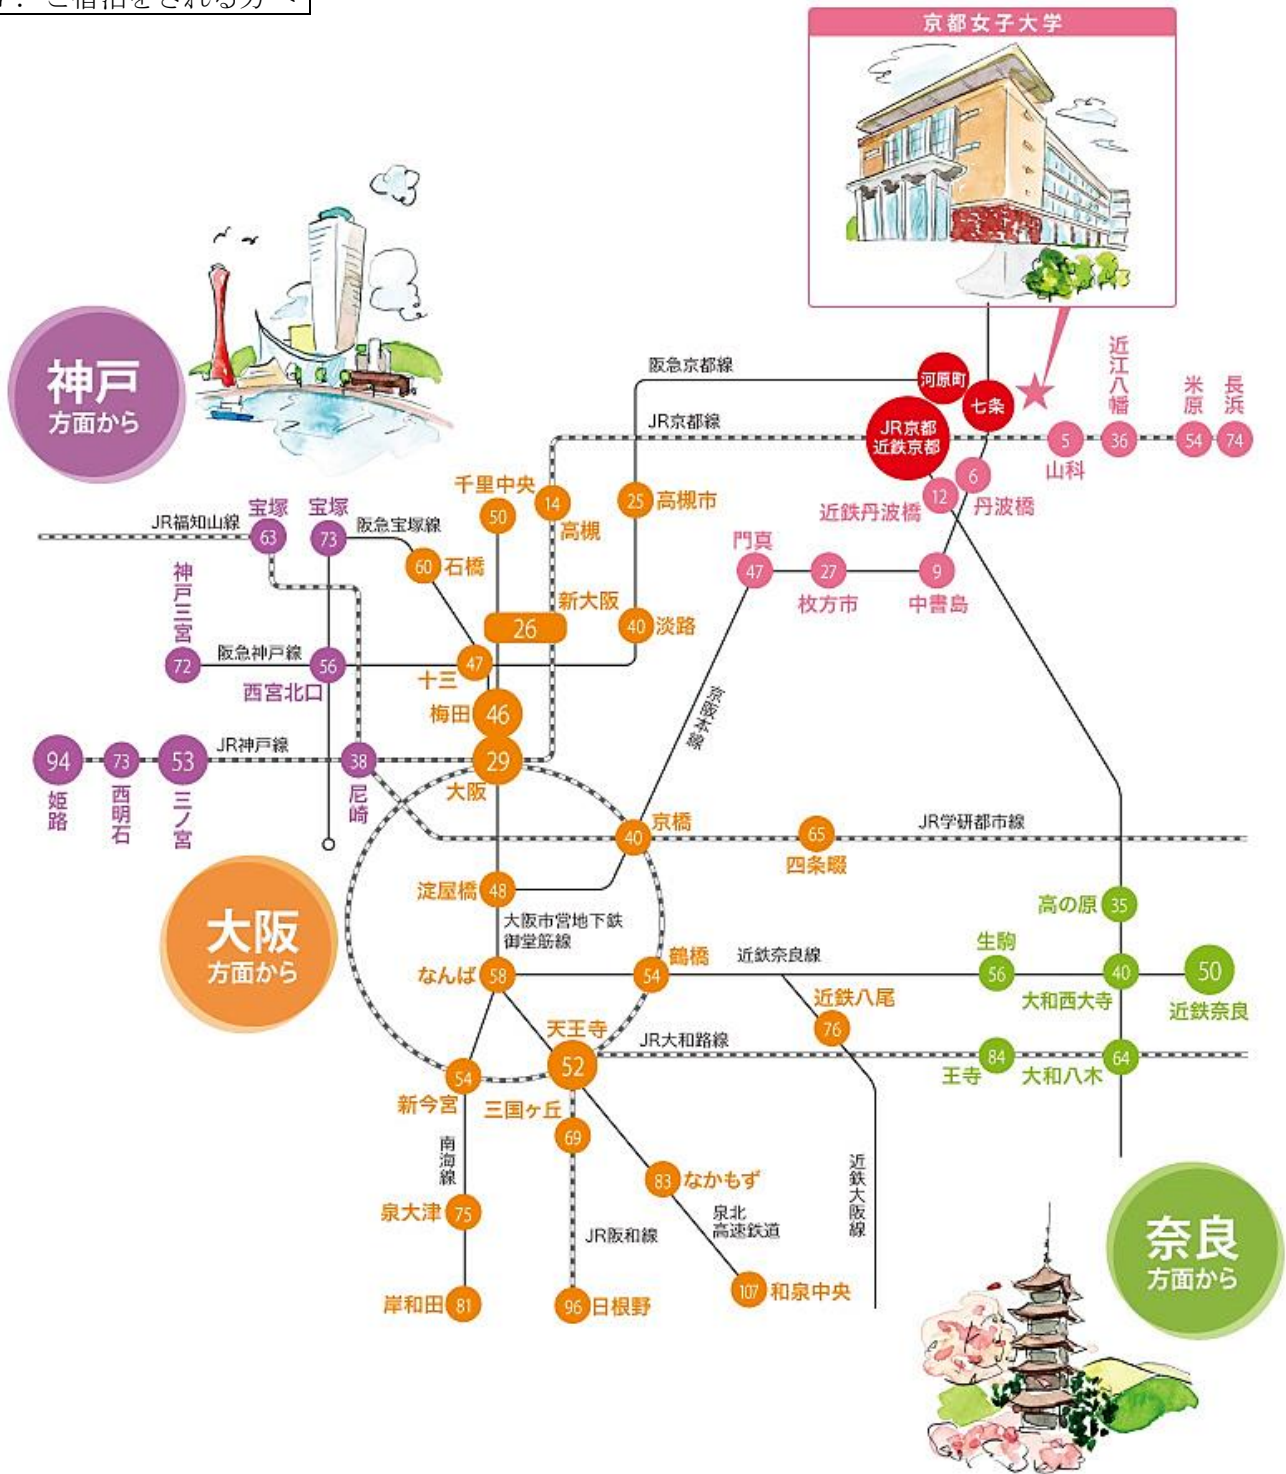 ご宿泊をされる方へ
京都女子大学
神戸
方面から
阪急京都線
河原町
七条
近江八幡
米原
長浜
JR京都線
JR京都
近鉄京都
5
36
54
74
山科
千里中央
50
14
高槻
25
高槻市
12
近鉄丹波橋
6
丹波橋
JR福知山線
宝塚
63
宝塚
73
阪急宝塚線
60
石橋
門真
47
27
枚方市
9
中書島
神戸三宮
72
阪急神戸線
56
西宮北口
新大阪
26
40
淡路
47
十三
梅田
46
京阪本線
94
姫路
73
西明石
53
三ノ宮
JR神戸線
38
尼崎
29
大阪
京橋
40
65
四条畷
JR学研都市線
大阪
方面から
淀屋橋
48
大阪市営地下鉄
御堂筋線
高の原
35
なんば
58
鶴橋
54
近鉄奈良線
生駒
56
40
大和西大寺
50
近鉄奈良
近鉄八尾
76
天王寺
52
JR大和路線
84
王寺
64
大和八木
54
新今宮
三国ヶ丘
69
南海線
83
なかもず
泉北
高速鉄道
近鉄大阪線
泉大津
75
JR阪和線
岸和田
81
96
日根野
107
和泉中央
奈良
方面から